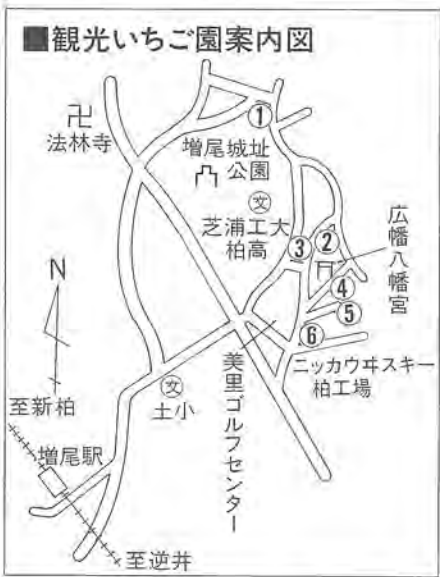 ■観光いちご園案内図
①
卍
法林寺
増尾城址
公園
文
芝浦工大
柏高
③
②
広幡八幡宮
④
⑤
⑥
N
ニッカウヰスキー
柏工場
美里ゴルフセンター
文
土小
至新柏
増尾駅
至逆井